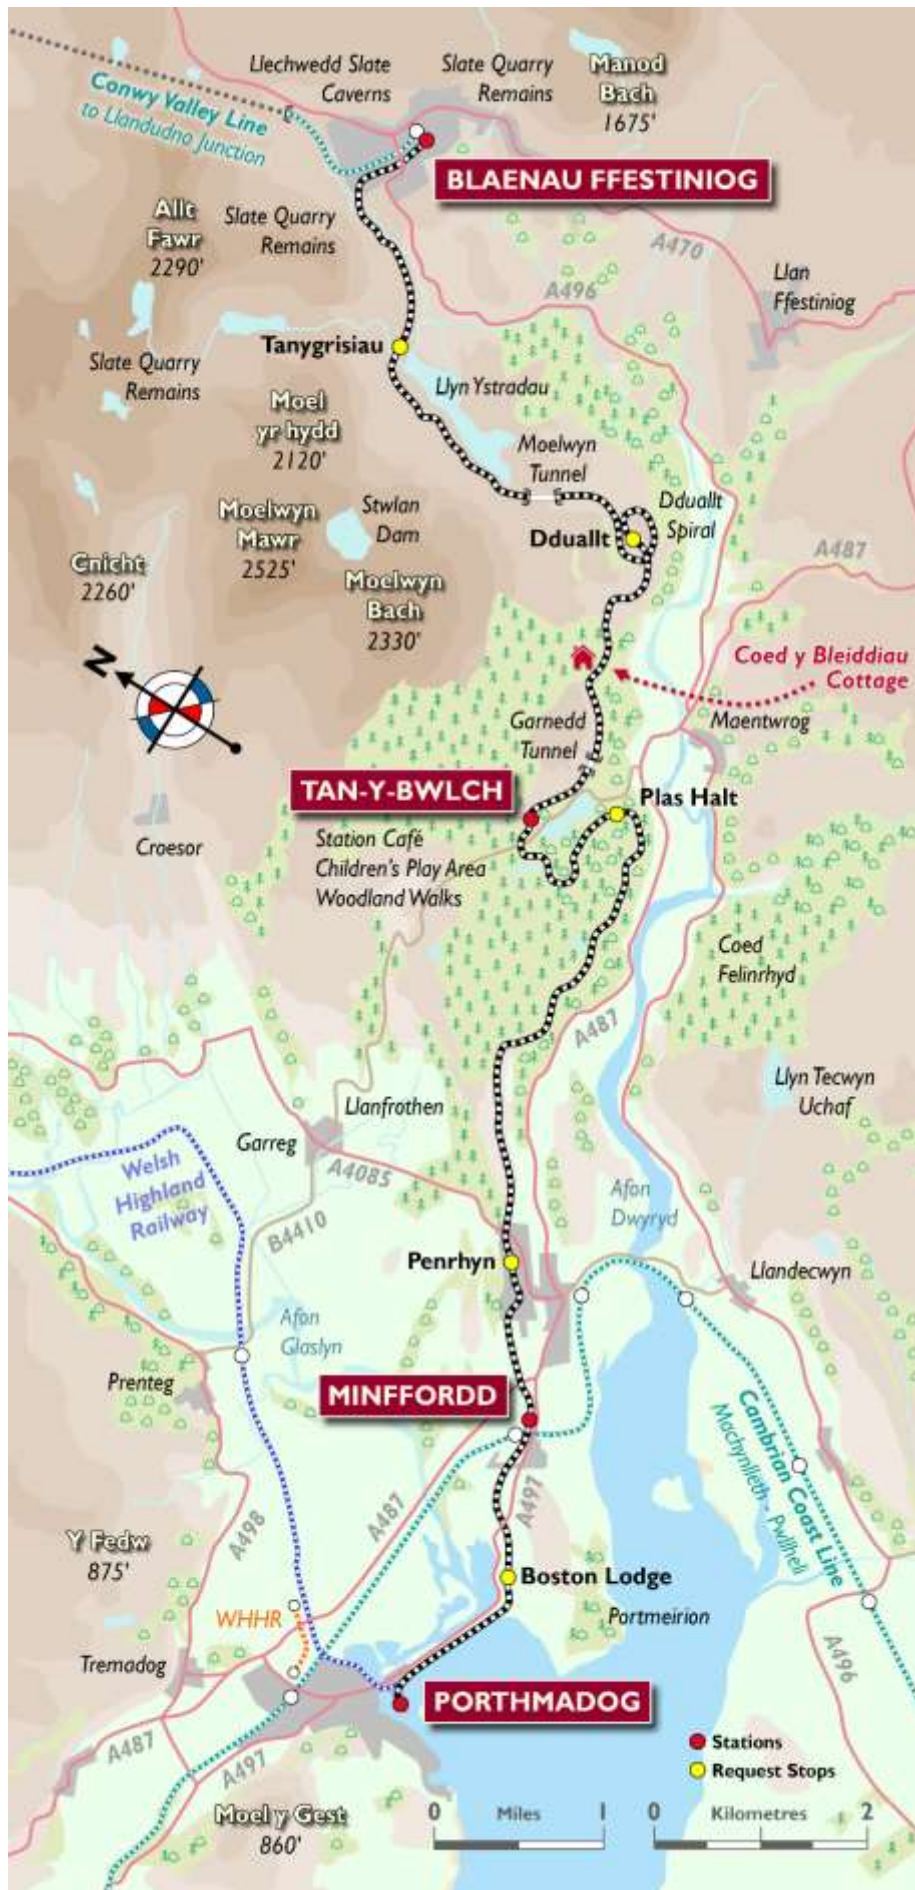 Llechwedd Slate
Caverns
Slate Quarry
Remains
Manod
Bach
1675'
Conwy Valley Line
to Llandudno Junction
BLAENAU FFESTINIOG
Allt
Fawr
2290'
Slate Quarry
Remains
A470
A496
Llan
Ffestiniog
Tanygrisiau
Slate Quarry
Remains
Llyn Ystradau
Moel
yr hydd
2120'
Moelwyn
Tunnel
Moelwyn
Mawr
2525'
Stwlan
Dam
Dduallt
Dduallt
Spiral
A487
Cnicht
2260'
Moelwyn
Bach
2330'
N
Coed y Bleiddiau
Cottage
Garnedd
Tunnel
Maentwrog
TAN-Y-BWLCH
Plas Halt
Station Café
Children's Play Area
Woodland Walks
Croesor
Coed
Felinrhyd
A487
Llyn Tecwyn
Uchaf
Llanfrothen
Garreg
A4085
Welsh
Highland
Railway
B4410
Afon
Dwyryd
Penrhyn
Llandecwyn
Afon
Glaslyn
Prenteg
MINFFORDD
Cambrian Coast Line
Machynlleth - Pwllheli
A487
A497
A498
Y Fedw
875'
Boston Lodge
Portmeirion
WHHR
Tremadog
A496
PORTHMADOG
A487
A497
Stations
Request Stops
Moel y Gest
860'
0 Miles 1
0 Kilometres 2